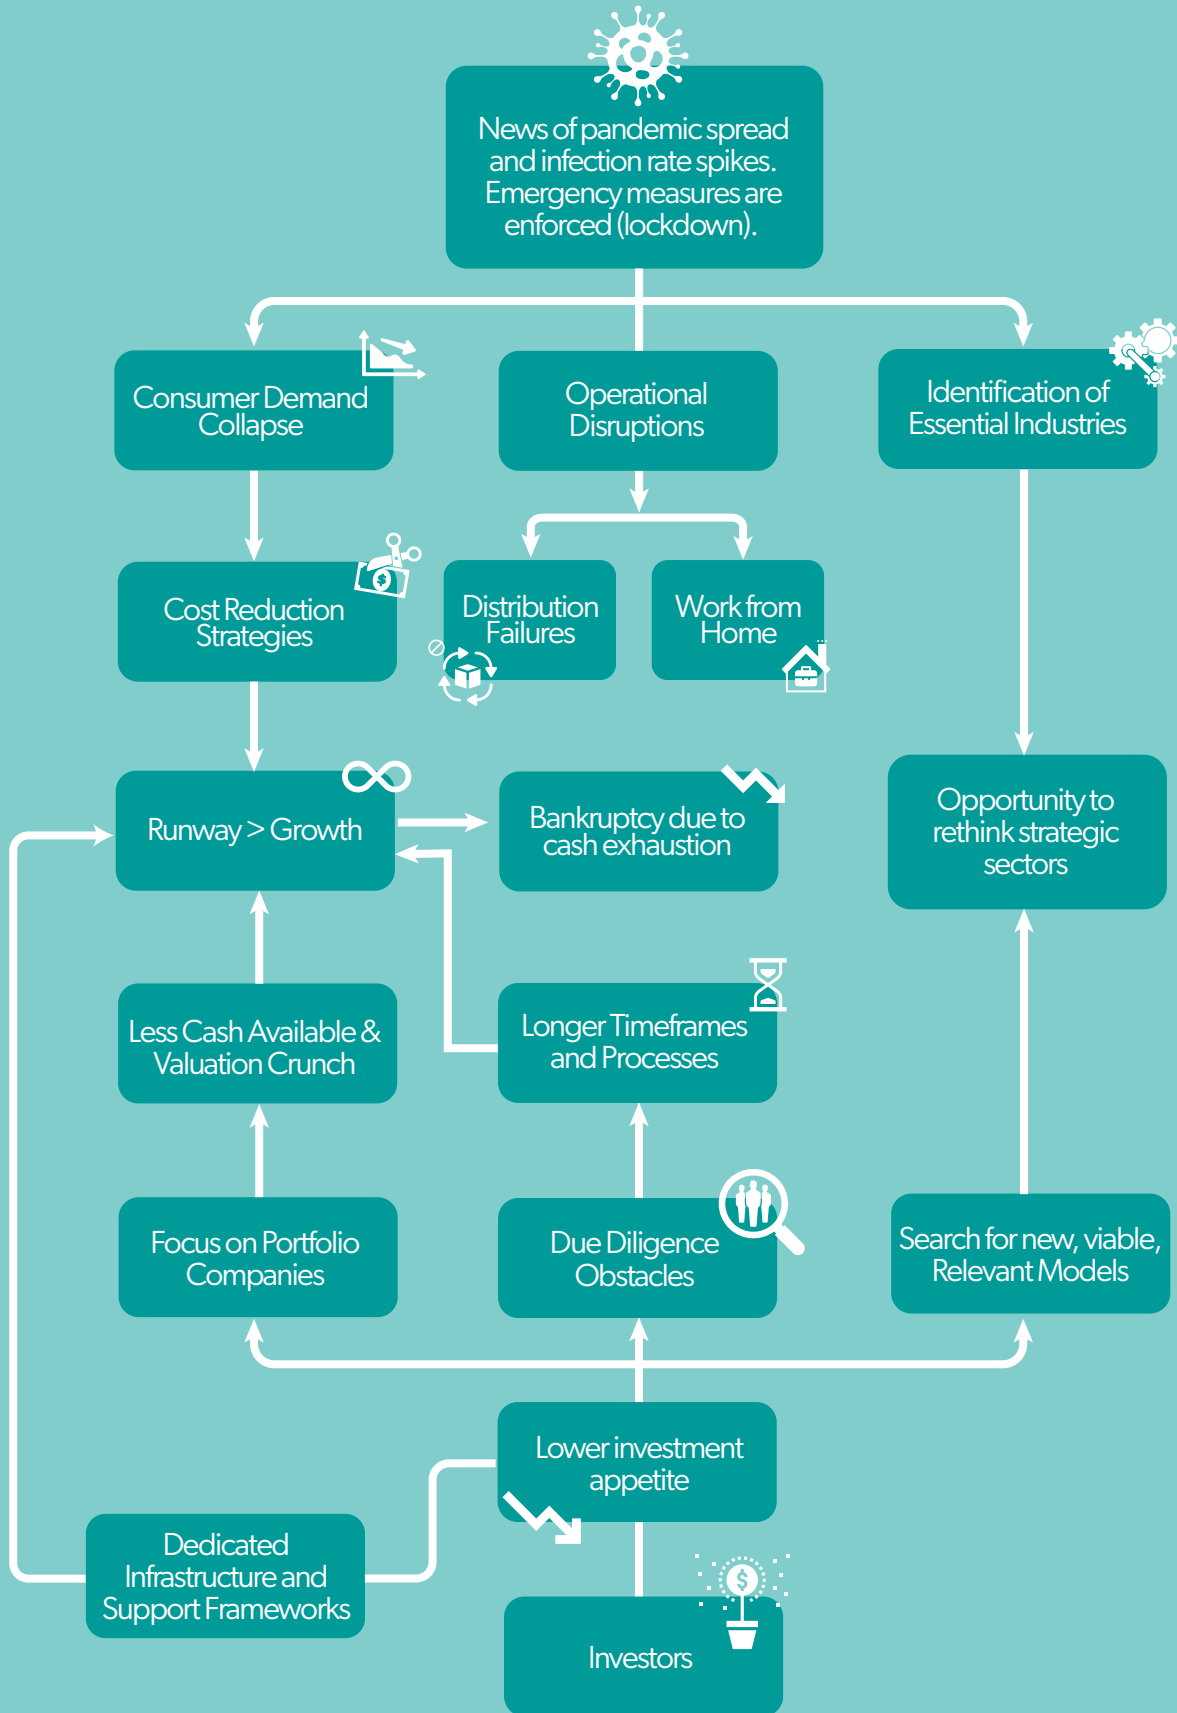 News of pandemic spread
and infection rate spikes.
Emergency measures are
enforced (lockdown).
Consumer Demand
Collapse
Operational
Disruptions
Identification of
Essential Industries
Cost Reduction
Strategies
Distribution
Failures
Work from
Home
Runway > Growth
Bankruptcy due to
cash exhaustion
Opportunity to
rethink strategic
sectors
Less Cash Available &
Valuation Crunch
Longer Timeframes
and Processes
Focus on Portfolio
Companies
Due Diligence
Obstacles
Search for new, viable,
Relevant Models
Lower investment
appetite
Dedicated
Infrastructure and
Support Frameworks
Investors